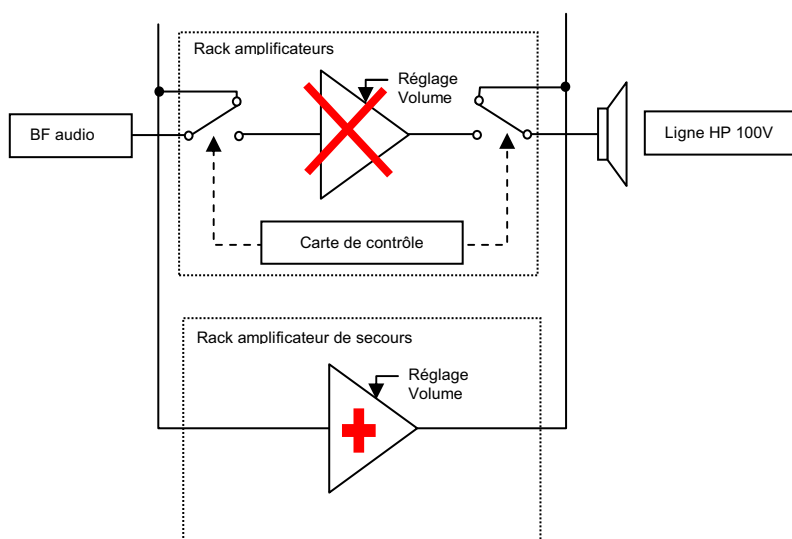 Rack amplificateurs
Réglage
Volume
BF audio
Ligne HP 100V
Carte de contrôle
Rack amplificateur de secours
Réglage
Volume